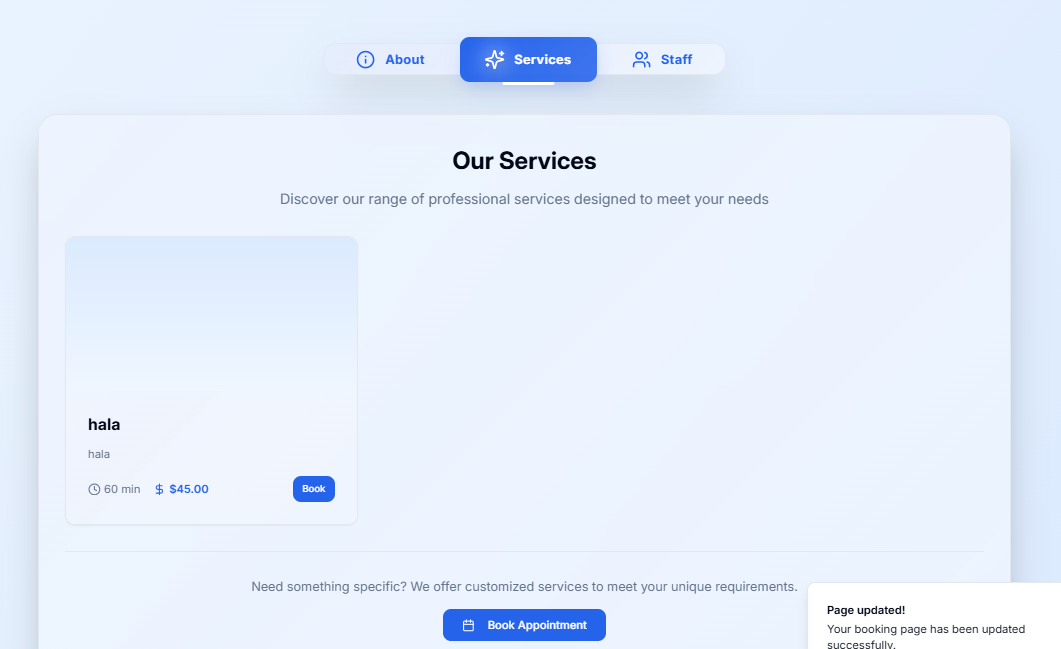 About
Services
Staff
Our Services
Discover our range of professional services designed to meet your needs
hala
hala
60 min
$ $45.00
Book
Need something specific? We offer customized services to meet your unique requirements.
Book Appointment
Page updated!
Your booking page has been updated
successfully.